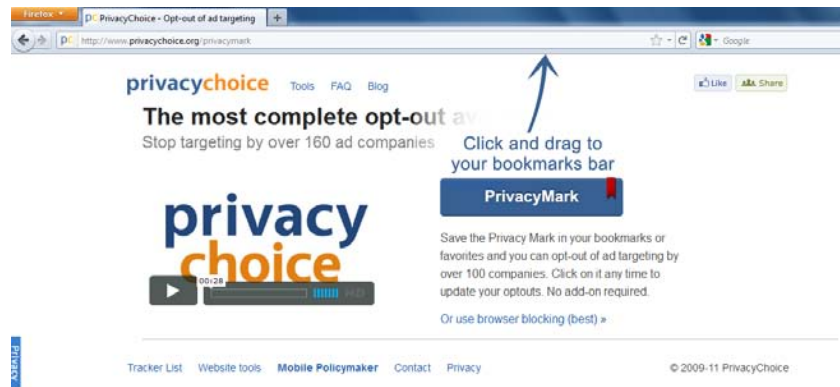 Firefox
PrivacyChoice - Opt-out of ad targeting
http://www.privacychoice.org/privacymark
Google
privacychoice
Tools FAQ Blog
Like Share
The most complete opt-out av
Stop targeting by over 160 ad companies
Click and drag to
your bookmarks bar
PrivacyMark
privacy
choice
00:28
Save the Privacy Mark in your bookmarks or
favorites and you can opt-out of ad targeting by
over 100 companies. Click on it any time to
update your optouts. No add-on required.
Or use browser blocking (best) »
Privacy
Tracker List Website tools Mobile Policymaker Contact Privacy
© 2009-11 PrivacyChoice